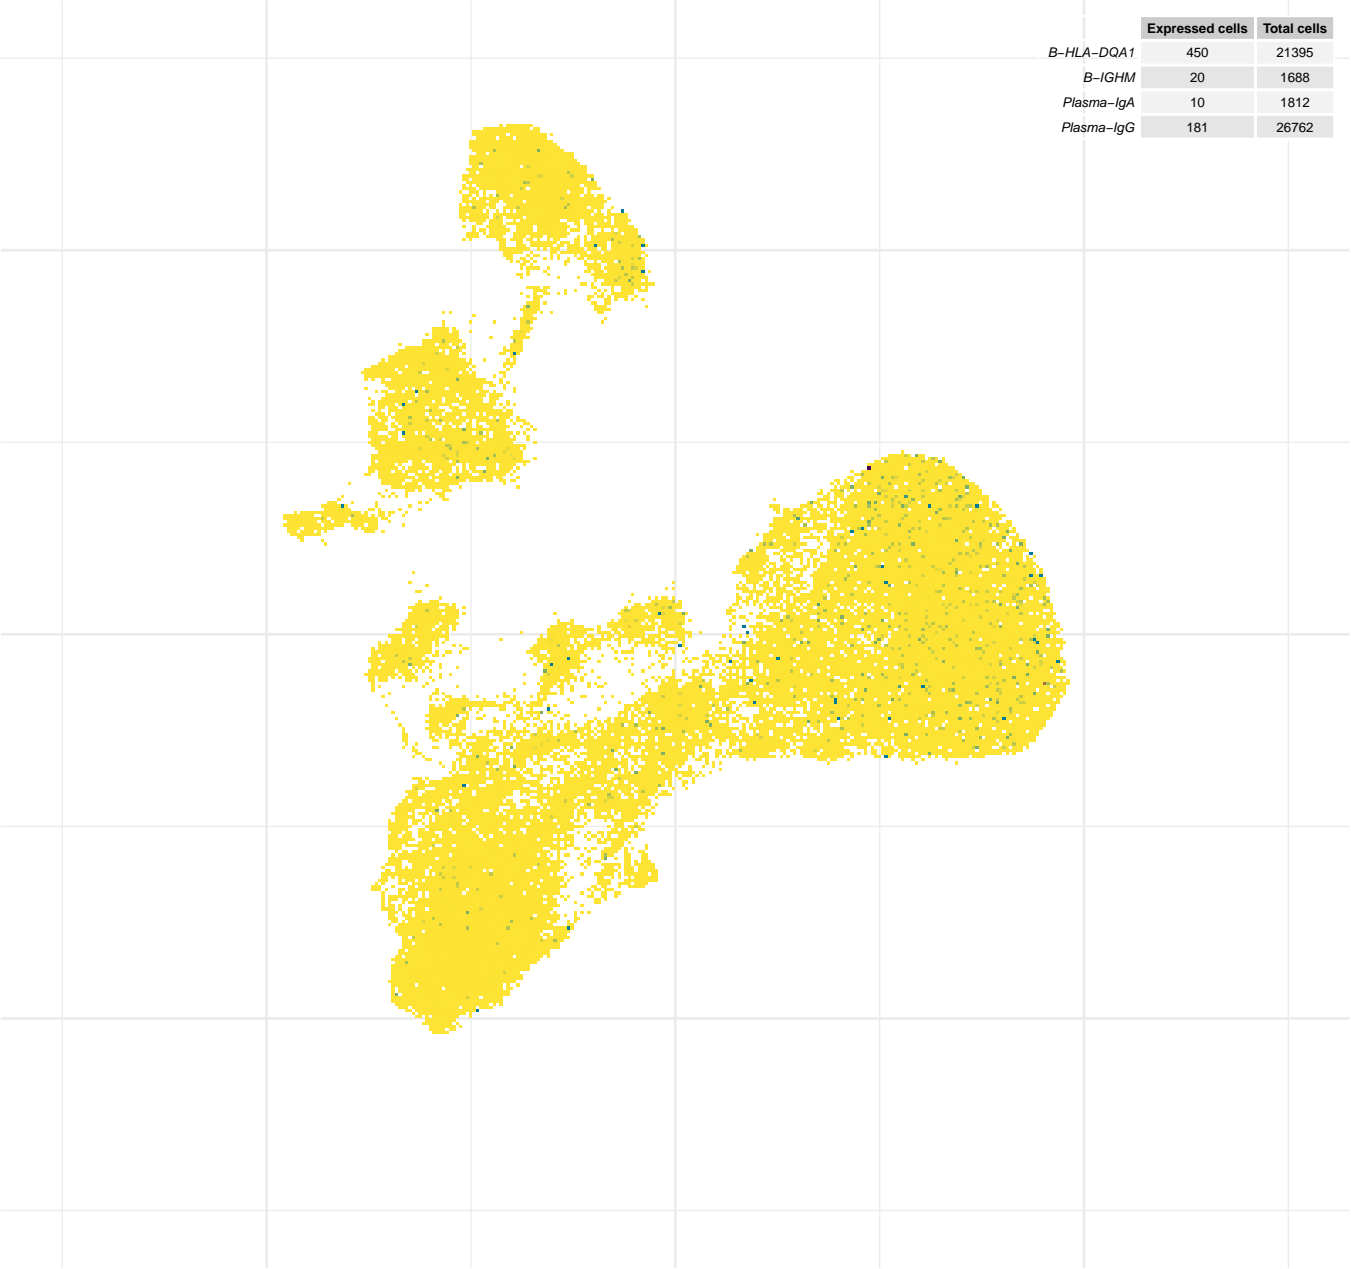 Expressed cells Total cells
B−HLA−DQA1 450 21395
B−IGHM 20 1688
Plasma−IgA 10 1812
Plasma−IgG 181 26762